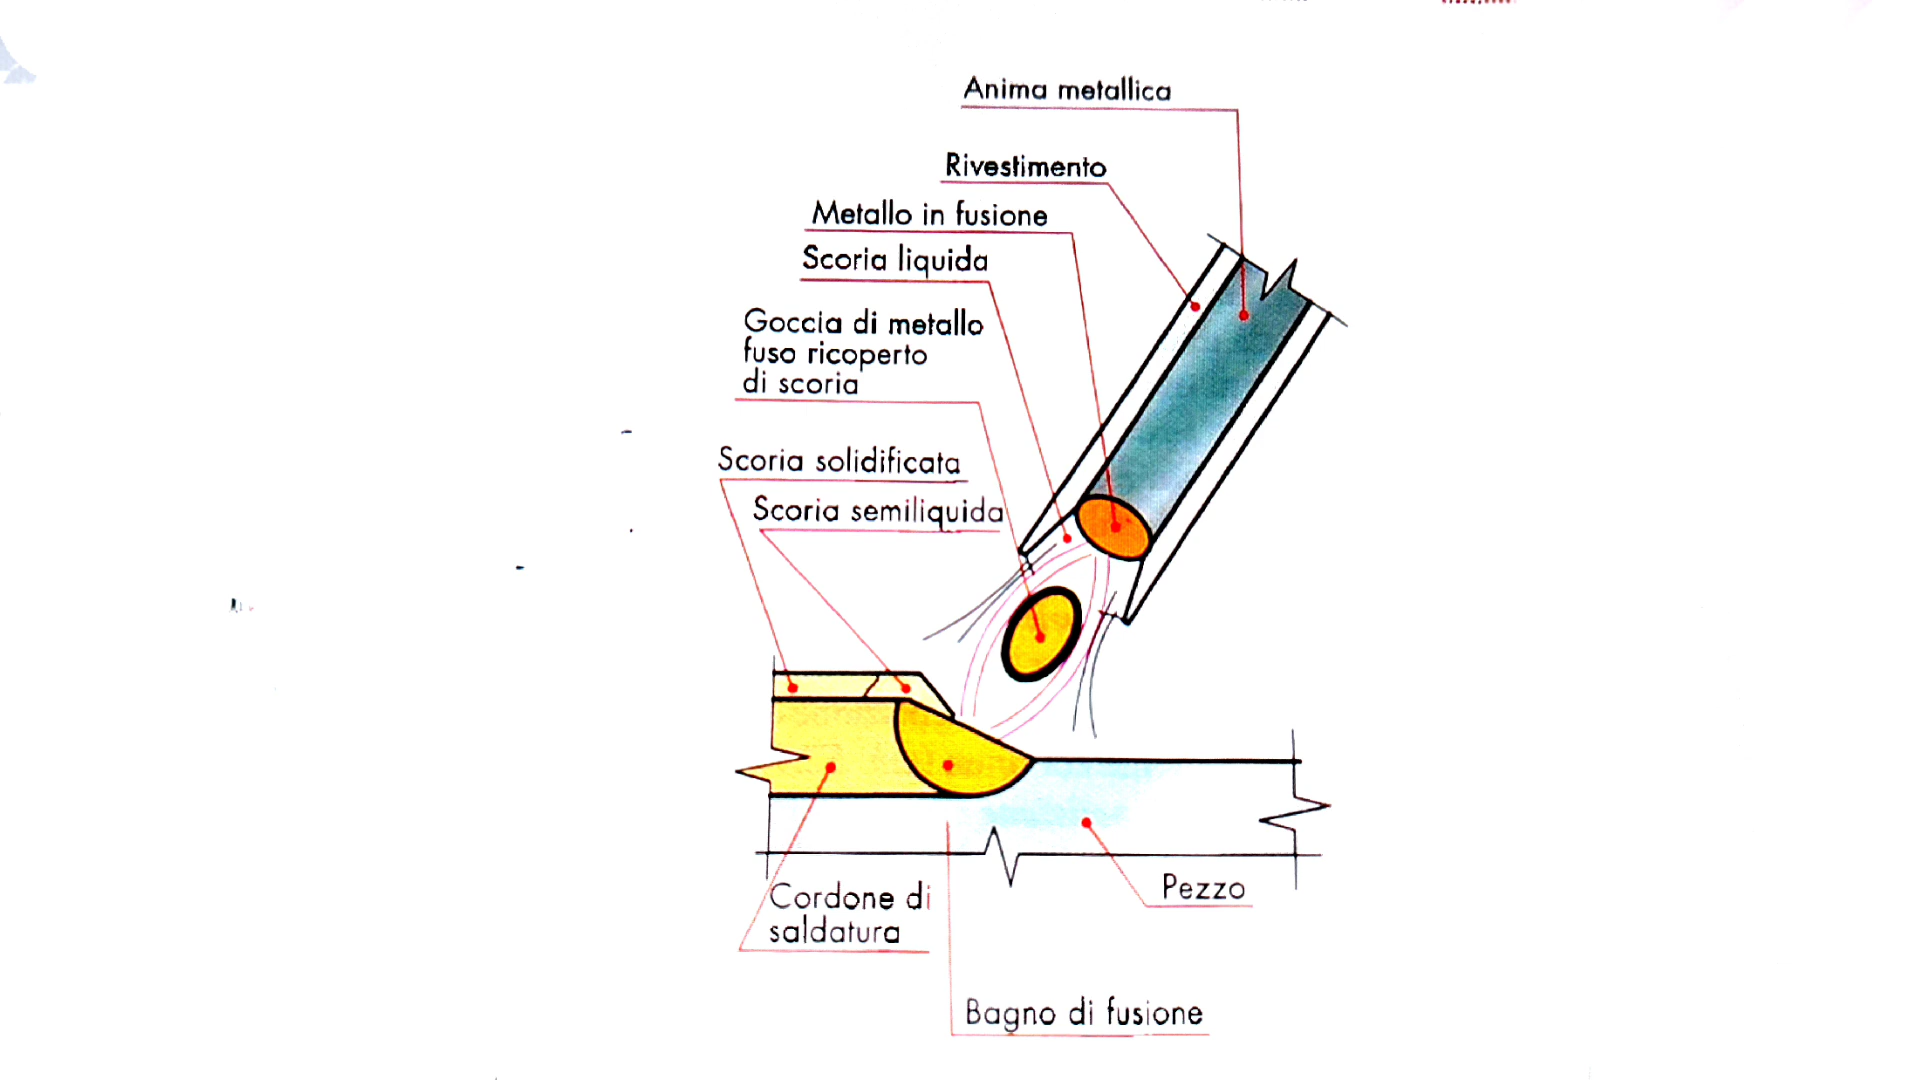 Anima metallica
Rivestimento
Metallo in fusione
Scoria liquida
Goccia di metallo
fuso ricoperto
di scoria
Scoria solidificata
Scoria semiliquida
Cordone di
saldatura
Pezzo
Bagno di fusione